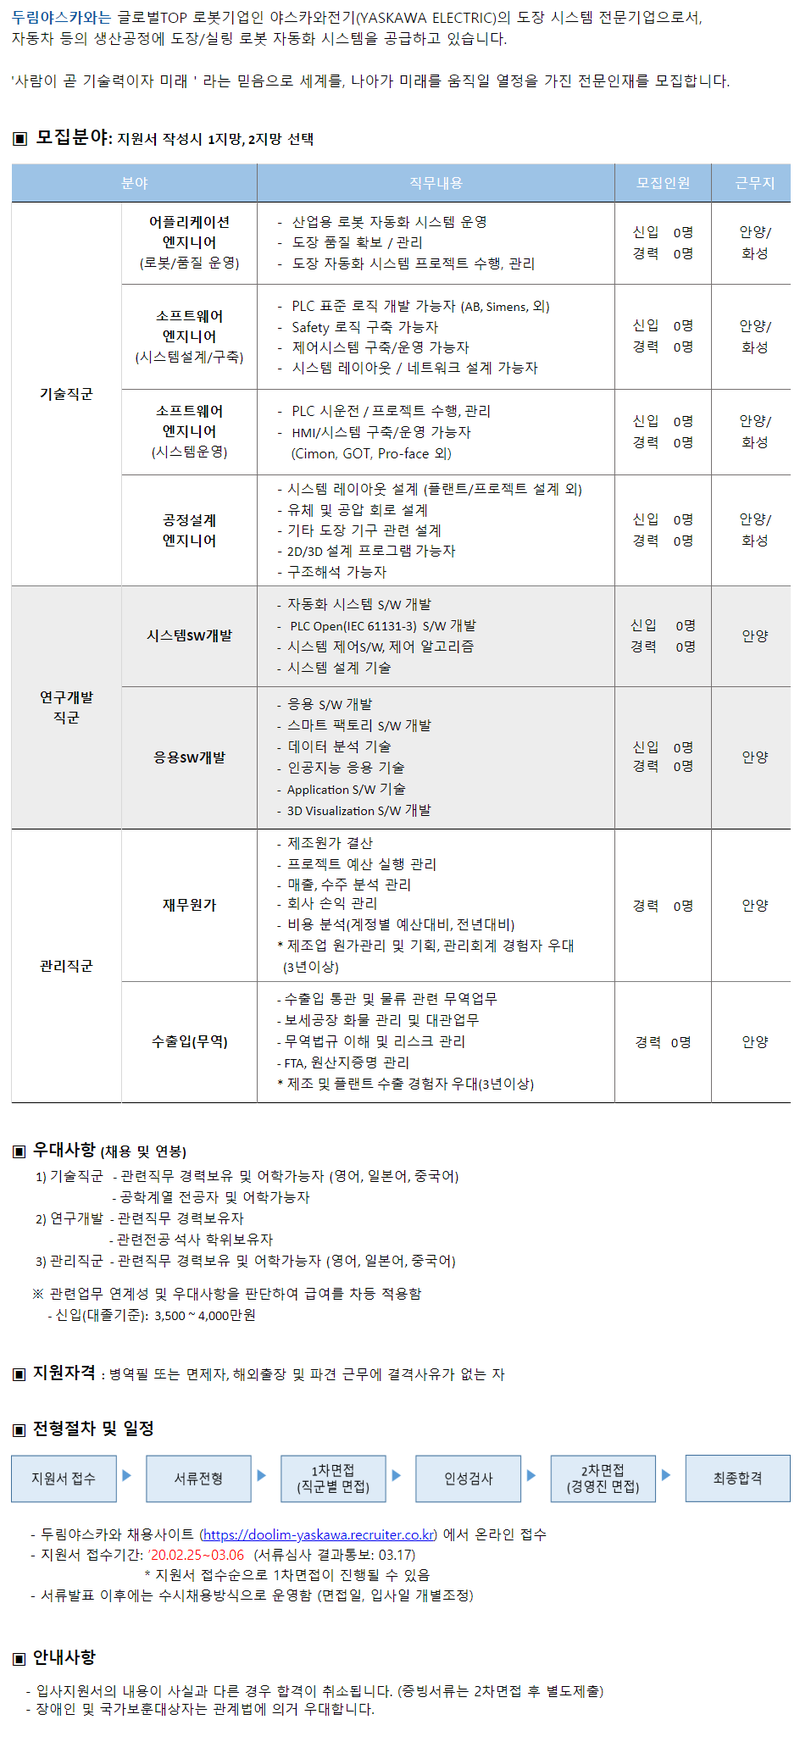 두림야스카와는 글로벌TOP 로봇기업인 야스카와전기(YASKAWA ELECTRIC)의 도장 시스템 전문기업으로서,
자동차 등의 생산공정에 도장/실링 로봇 자동화 시스템을 공급하고 있습니다.
'사람이 곧 기술력이자 미래 ' 라는 믿음으로 세계를, 나아가 미래를 움직일 열정을 가진 전문인재를 모집합니다.
▣ 모집분야: 지원서 작성시 1지망, 2지망 선택
분야 직무내용 모집인원 근무지
기술직군
어플리케이션
엔지니어
(로봇/품질 운영)
- 산업용 로봇 자동화 시스템 운영
- 도장 품질 확보 / 관리
- 도장 자동화 시스템 프로젝트 수행, 관리
신입 0명
경력 0명
안양/
화성
소프트웨어
엔지니어
(시스템설계/구축)
- PLC 표준 로직 개발 가능자 (AB, Simens, 외)
- Safety 로직 구축 가능자
- 제어시스템 구축/운영 가능자
- 시스템 레이아웃 / 네트워크 설계 가능자
신입 0명
경력 0명
안양/
화성
소프트웨어
엔지니어
(시스템운영)
- PLC 시운전 / 프로젝트 수행, 관리
- HMI/시스템 구축/운영 가능자
(Cimon, GOT, Pro-face 외)
신입 0명
경력 0명
안양/
화성
공정설계
엔지니어
- 시스템 레이아웃 설계 (플랜트/프로젝트 설계 외)
- 유체 및 공압 회로 설계
- 기타 도장 기구 관련 설계
- 2D/3D 설계 프로그램 가능자
- 구조해석 가능자
신입 0명
경력 0명
안양/
화성
연구개발
직군
시스템SW개발
- 자동화 시스템 S/W 개발
- PLC Open(IEC 61131-3) S/W 개발
- 시스템 제어S/W, 제어 알고리즘
- 시스템 설계 기술
신입 0명
경력 0명
안양
응용SW개발
- 응용 S/W 개발
- 스마트 팩토리 S/W 개발
- 데이터 분석 기술
- 인공지능 응용 기술
- Application S/W 기술
- 3D Visualization S/W 개발
신입 0명
경력 0명
안양
관리직군
재무원가
- 제조원가 결산
- 프로젝트 예산 실행 관리
- 매출, 수주 분석 관리
- 회사 손익 관리
- 비용 분석(계정별 예산대비, 전년대비)
* 제조업 원가관리 및 기획, 관리회계 경험자 우대
(3년이상)
경력 0명
안양
수출입(무역)
- 수출입 통관 및 물류 관련 무역업무
- 보세공장 화물 관리 및 대관업무
- 무역법규 이해 및 리스크 관리
- FTA, 원산지증명 관리
* 제조 및 플랜트 수출 경험자 우대(3년이상)
경력 0명
안양
▣ 우대사항 (채용 및 연봉)
1) 기술직군 - 관련직무 경력보유 및 어학가능자 (영어, 일본어, 중국어)
- 공학계열 전공자 및 어학가능자
2) 연구개발 - 관련직무 경력보유자
- 관련전공 석사 학위보유자
3) 관리직군 - 관련직무 경력보유 및 어학가능자 (영어, 일본어, 중국어)
※ 관련업무 연계성 및 우대사항을 판단하여 급여를 차등 적용함
- 신입(대졸기준): 3,500 ~ 4,000만원
▣ 지원자격 : 병역필 또는 면제자, 해외출장 및 파견 근무에 결격사유가 없는 자
▣ 전형절차 및 일정
지원서 접수
서류전형
1차면접
(직군별 면접)
인성검사
2차면접
(경영진 면접)
최종합격
- 두림야스카와 채용사이트 (https://doolim-yaskawa.recruiter.co.kr) 에서 온라인 접수
- 지원서 접수기간: '20.02.25~03.06 (서류심사 결과통보: 03.17)
* 지원서 접수순으로 1차면접이 진행될 수 있음
- 서류발표 이후에는 수시채용방식으로 운영함 (면접일, 입사일 개별조정)
▣ 안내사항
- 입사지원서의 내용이 사실과 다른 경우 합격이 취소됩니다. (증빙서류는 2차면접 후 별도제출)
- 장애인 및 국가보훈대상자는 관계법에 의거 우대합니다.